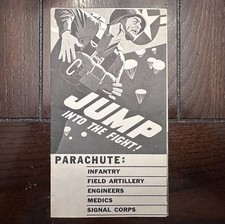 JUMP
INTO THE FIGHT!
PARACHUTE:
INFANTRY
FIELD ARTILLERY
ENGINEERS
MEDICS
SIGNAL CORPS